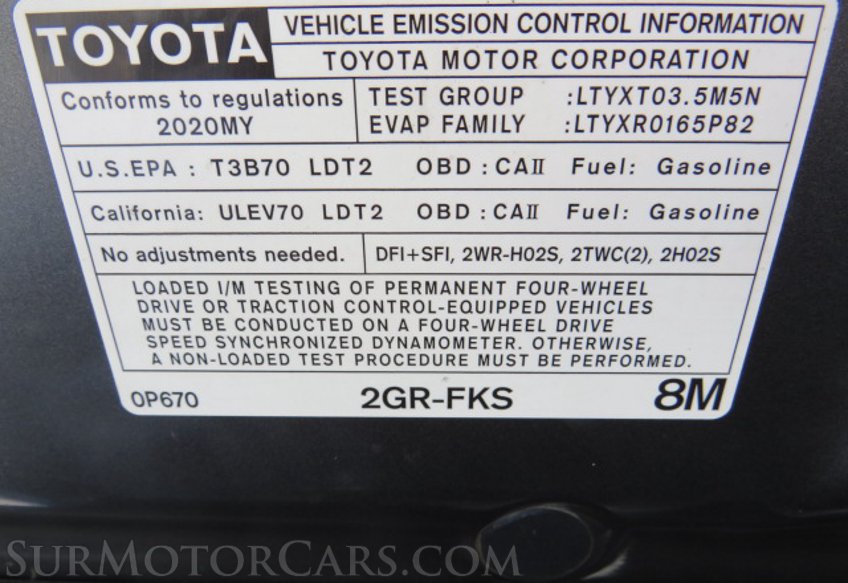 TOYOTA
VEHICLE EMISSION CONTROL INFORMATION
TOYOTA MOTOR CORPORATION
Conforms to regulations
2020MY
TEST GROUP :LTYXT03.5M5N
EVAP FAMILY :LTYXR0165P82
U.S.EPA : T3B70 LDT2 OBD : CAII Fuel: Gasoline
California: ULEV70 LDT2 OBD : CAII Fuel: Gasoline
No adjustments needed.
DFI+SFI, 2WR-HO2S, 2TWC(2), 2HO2S
LOADED I/M TESTING OF PERMANENT FOUR-WHEEL
DRIVE OR TRACTION CONTROL-EQUIPPED VEHICLES
MUST BE CONDUCTED ON A FOUR-WHEEL DRIVE
SPEED SYNCHRONIZED DYNAMOMETER. OTHERWISE,
A NON-LOADED TEST PROCEDURE MUST BE PERFORMED.
0P670 2GR-FKS 8M
SURMOTORCARS.COM